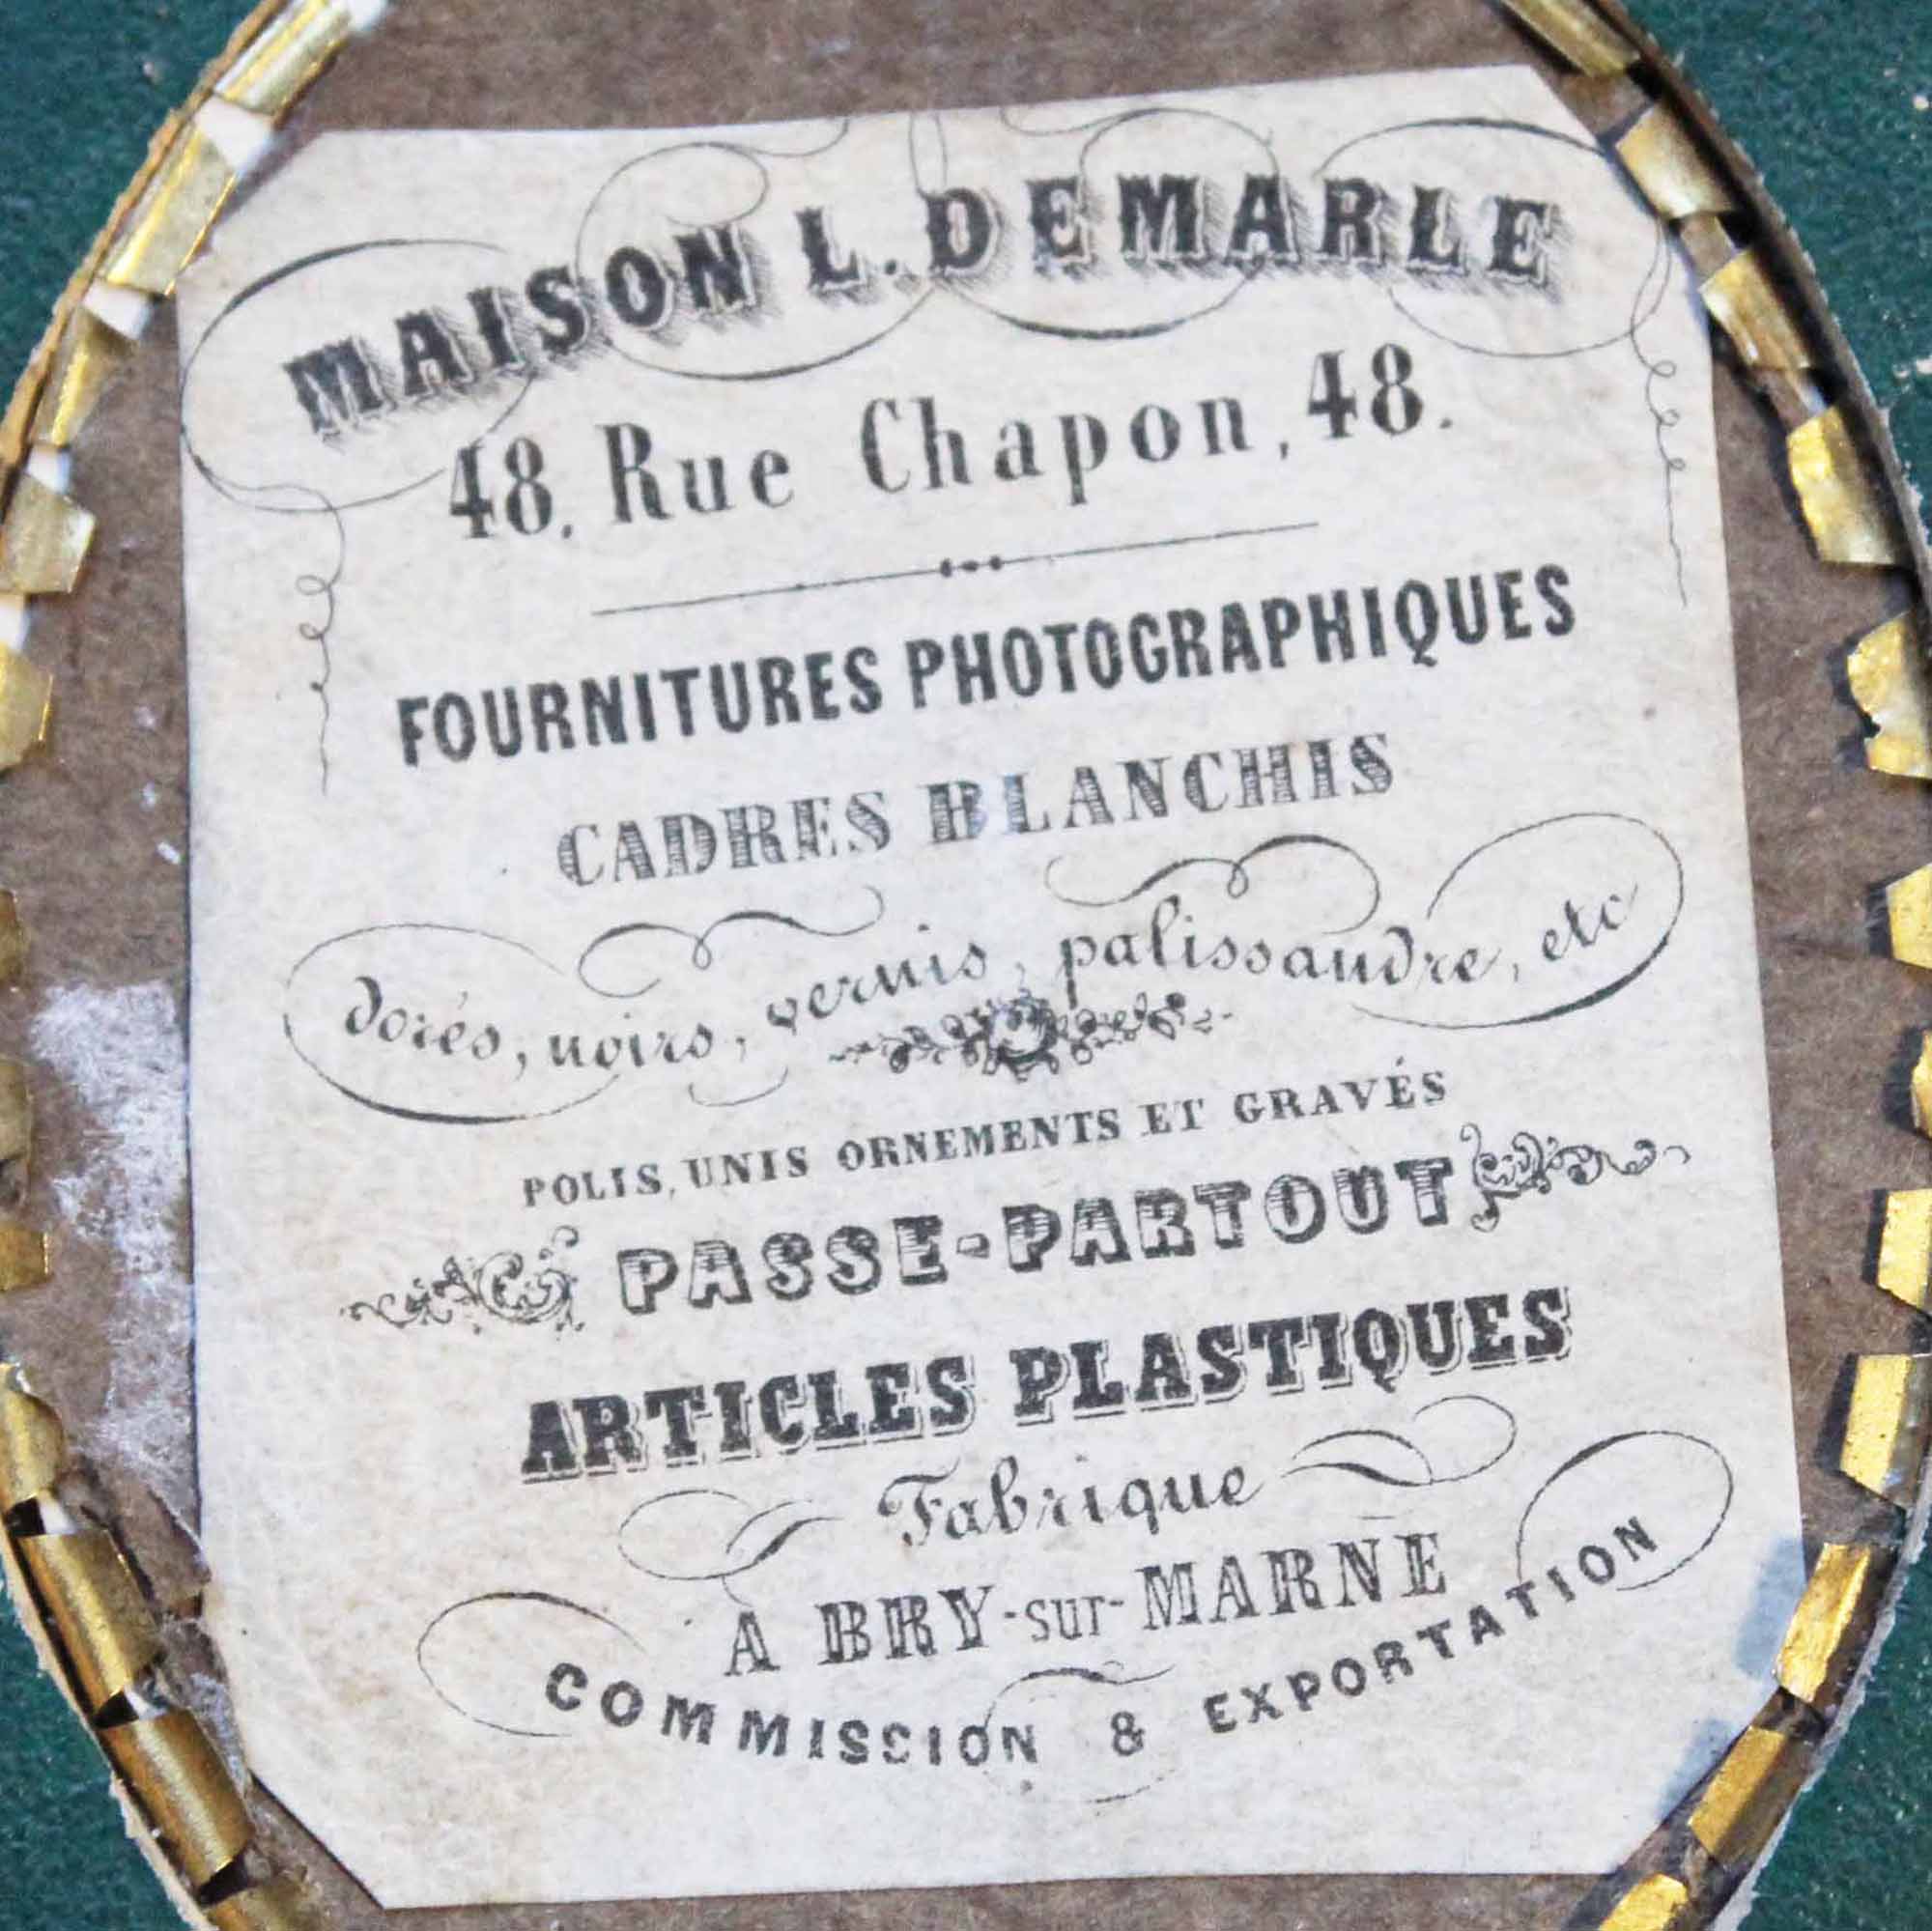 MAISON L. DEMARLE
48, Rue Chapon, 48.
FOURNITURES PHOTOGRAPHIQUES
CADRES BLANCHIS
dorés, noirs, vernis, palissandre, etc
POLIS, UNIS ORNEMENTS ET GRAVÉS
PASSE-PARTOUT
ARTICLES PLASTIQUES
Fabrique
A BRY-sur-MARNE
COMMISSION & EXPORTATION